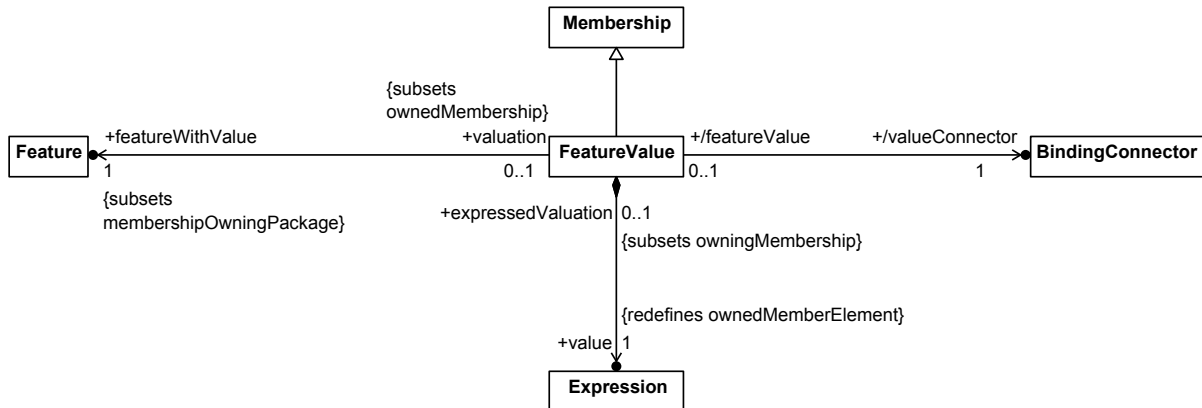 Membership
{subsets
ownedMembership}
+featureWithValue
+valuation
+/featureValue
+/valueConnector
Feature
FeatureValue
BindingConnector
1
0..1
0..1
1
{subsets
membershipOwningPackage}
+expressedValuation
0..1
{subsets owningMembership}
{redefines ownedMemberElement}
+value
1
Expression